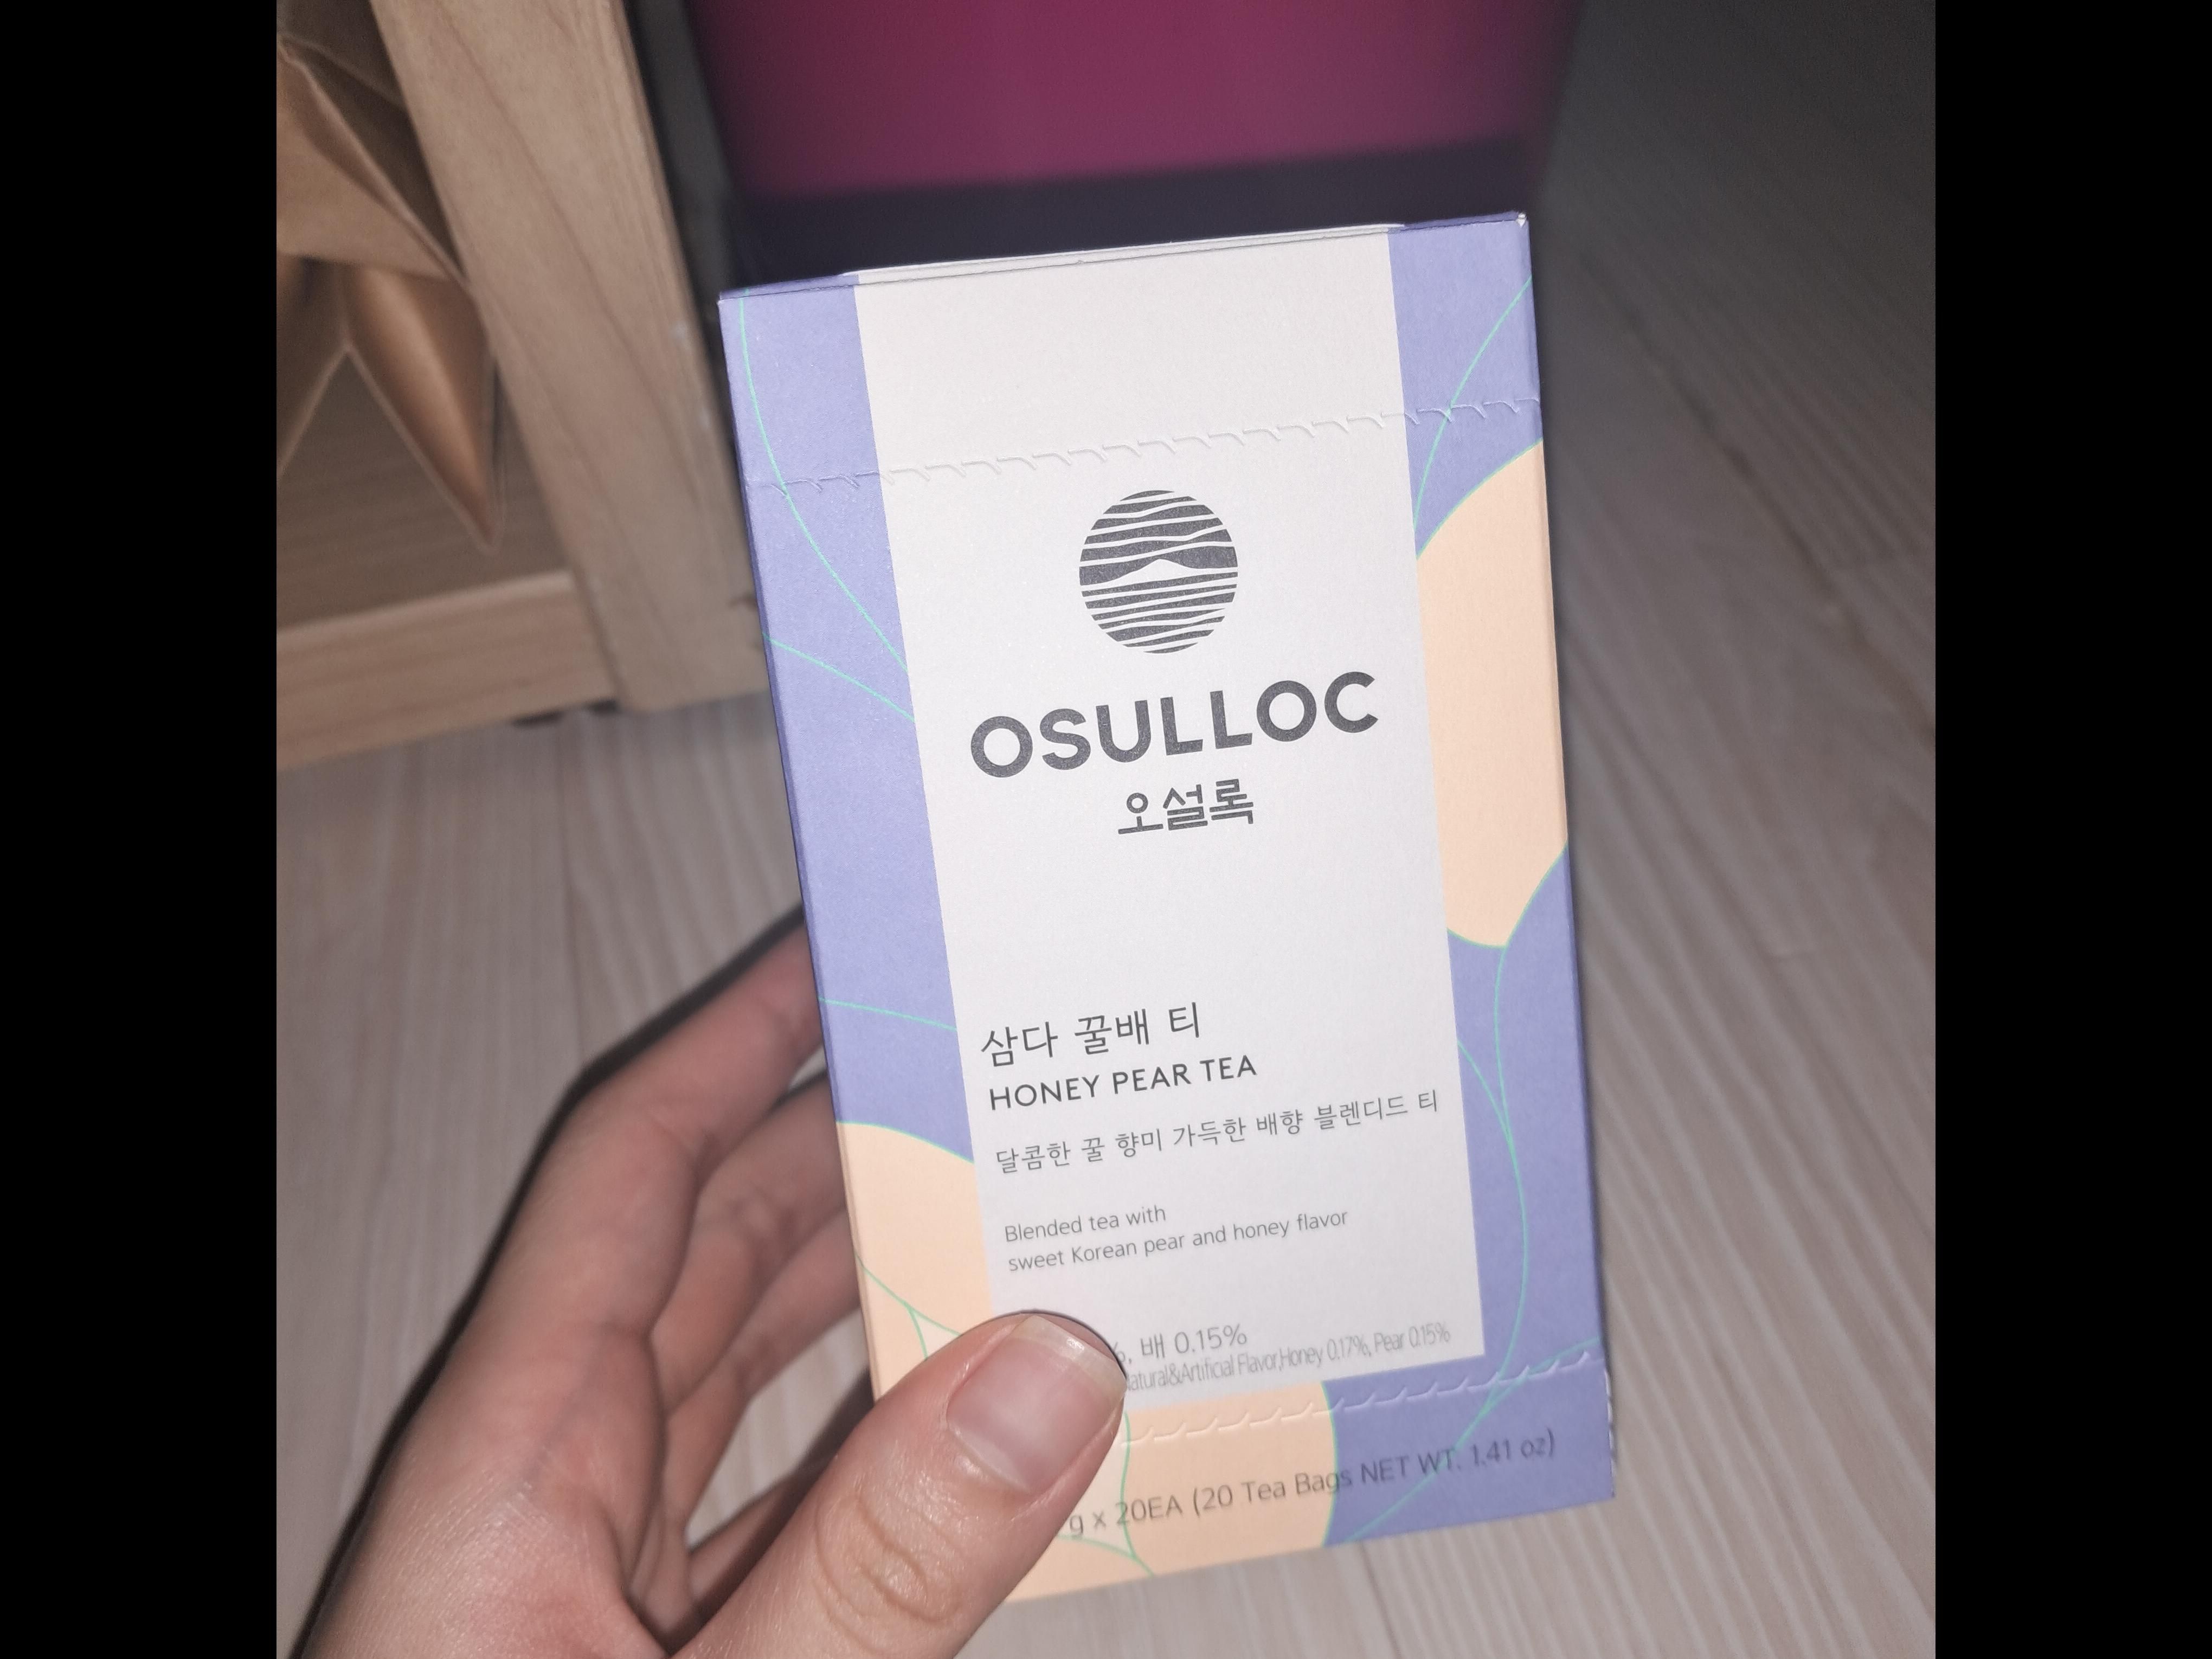 OSULLOC
오설록
삼다 꿀배 티
HONEY PEAR TEA
달콤한 꿀 향미 가득한 배향 블렌디드 티
Blended tea with
sweet Korean pear and honey flavor
%, 배 0.15%
&Artificial Flavor,Honey 0.17%, Pear 0.15%
g x 20EA (20 Tea Bags NET WT. 1.41 oz)